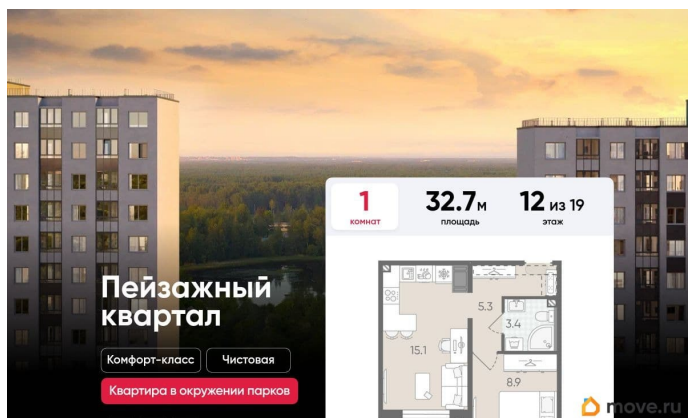 1 32.7м 12 из 19
комнат площадь этаж
Пейзажный
квартал
5.3
3.4
15.1
8.9
Комфорт-класс Чистовая
Квартира в окружении парков
move.ru